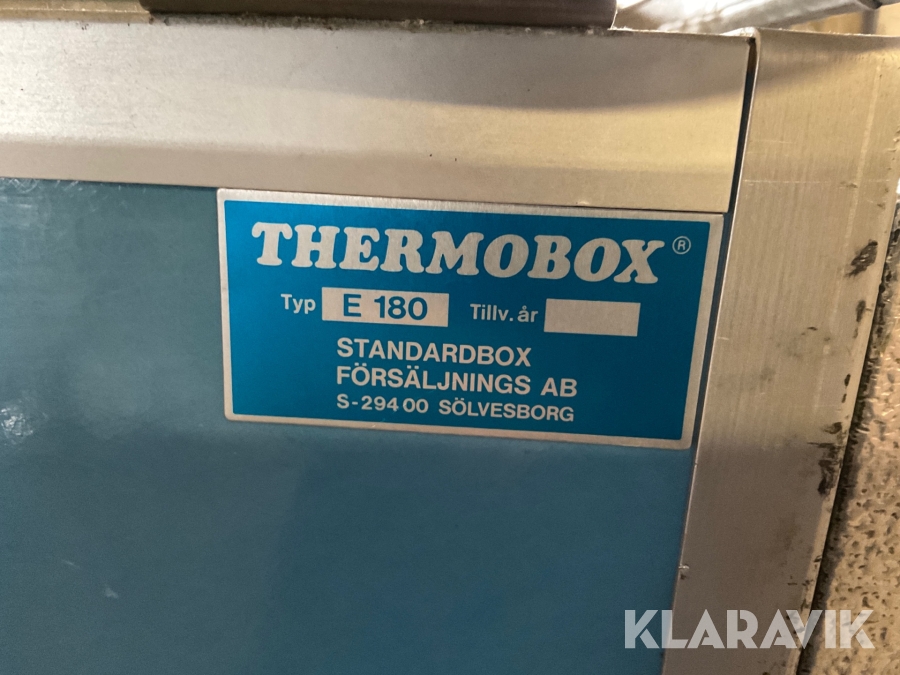 THERMOBOX®
Typ E 180 Tillv. år
STANDARDBOX
FÖRSÄLJNINGS AB
S-294 00 SÖLVESBORG
KLARAVIK